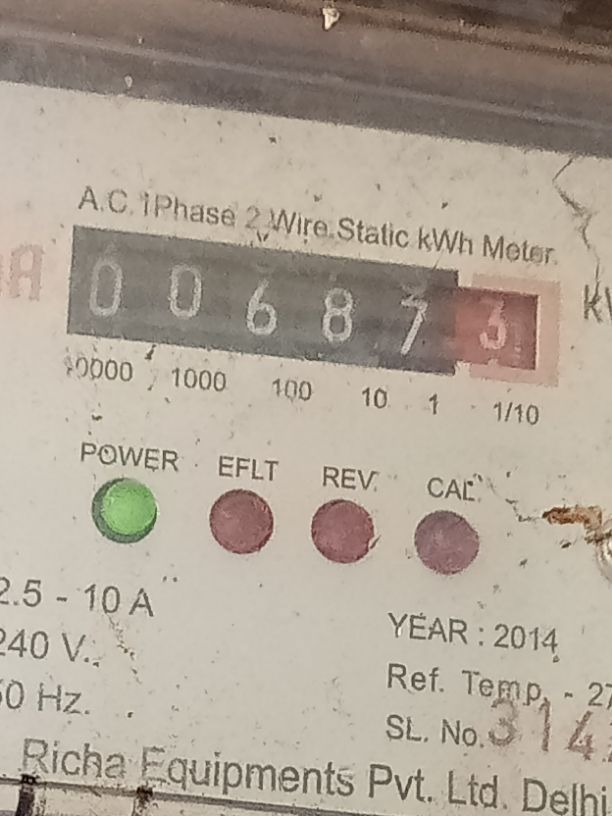 A.C. 1Phase 2 Wire Static kWh Meter
0 0 6 8 7 3
10000 1000 100 10 1 1/10
POWER EFLT REV. CAL.
2.5 - 10 A
240 V.
50 Hz.
YEAR : 2014
Ref. Temp. - 27
SL. No. 314
Richa Equipments Pvt. Ltd. Delhi